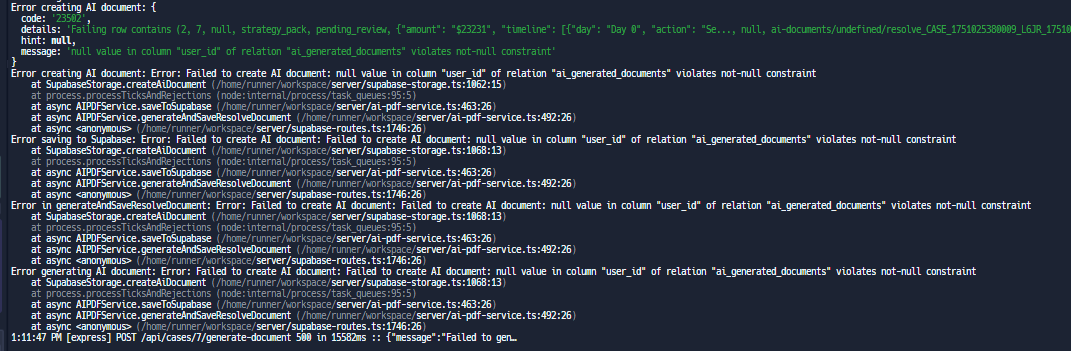 Error creating AI document: {
code: '23502',
details: 'Failing row contains (2, 7, null, strategy_pack, pending_review, {"amount": "$23231", "timeline": [{"day": "Day 0", "action": "Se..., null, ai-documents/undefined/resolve_CASE_1751025380009_L6JR_17510
hint: null,
message: 'null value in column "user_id" of relation "ai_generated_documents" violates not-null constraint'
}
Error creating AI document: Error: Failed to create AI document: null value in column "user_id" of relation "ai_generated_documents" violates not-null constraint
at SupabaseStorage.createAiDocument (/home/runner/workspace/server/supabase-storage.ts:1062:15)
at process.processTicksAndRejections (node:internal/process/task_queues:95:5)
at async AIPDFService.saveToSupabase (/home/runner/workspace/server/ai-pdf-service.ts:463:26)
at async AIPDFService.generateAndSaveResolveDocument (/home/runner/workspace/server/ai-pdf-service.ts:492:26)
at async <anonymous> (/home/runner/workspace/server/supabase-routes.ts:1746:26)
Error saving to Supabase: Error: Failed to create AI document: Failed to create AI document: null value in column "user_id" of relation "ai_generated_documents" violates not-null constraint
at SupabaseStorage.createAiDocument (/home/runner/workspace/server/supabase-storage.ts:1068:13)
at process.processTicksAndRejections (node:internal/process/task_queues:95:5)
at async AIPDFService.saveToSupabase (/home/runner/workspace/server/ai-pdf-service.ts:463:26)
at async AIPDFService.generateAndSaveResolveDocument (/home/runner/workspace/server/ai-pdf-service.ts:492:26)
at async <anonymous> (/home/runner/workspace/server/supabase-routes.ts:1746:26)
Error in generateAndSaveResolveDocument: Error: Failed to create AI document: Failed to create AI document: null value in column "user_id" of relation "ai_generated_documents" violates not-null constraint
at SupabaseStorage.createAiDocument (/home/runner/workspace/server/supabase-storage.ts:1068:13)
at process.processTicksAndRejections (node:internal/process/task_queues:95:5)
at async AIPDFService.saveToSupabase (/home/runner/workspace/server/ai-pdf-service.ts:463:26)
at async AIPDFService.generateAndSaveResolveDocument (/home/runner/workspace/server/ai-pdf-service.ts:492:26)
at async <anonymous> (/home/runner/workspace/server/supabase-routes.ts:1746:26)
Error generating AI document: Error: Failed to create AI document: Failed to create AI document: null value in column "user_id" of relation "ai_generated_documents" violates not-null constraint
at SupabaseStorage.createAiDocument (/home/runner/workspace/server/supabase-storage.ts:1068:13)
at process.processTicksAndRejections (node:internal/process/task_queues:95:5)
at async AIPDFService.saveToSupabase (/home/runner/workspace/server/ai-pdf-service.ts:463:26)
at async AIPDFService.generateAndSaveResolveDocument (/home/runner/workspace/server/ai-pdf-service.ts:492:26)
at async <anonymous> (/home/runner/workspace/server/supabase-routes.ts:1746:26)
1:11:47 PM [express] POST /api/cases/7/generate-document 500 in 15582ms :: {"message":"Failed to gen…